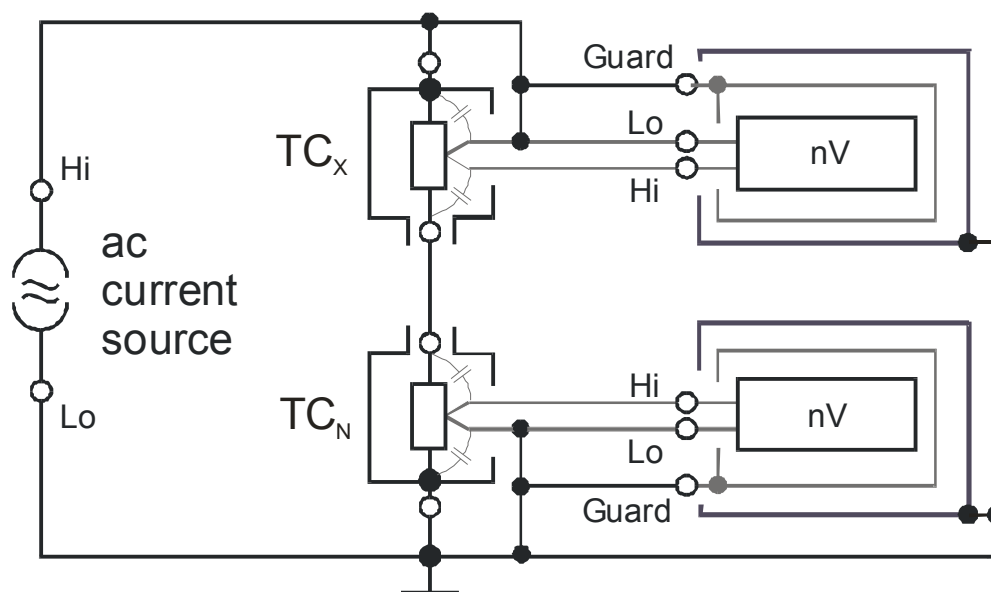 Guard
Lo
Hi
nV
TCX
Hi
ac
current
source
Lo
TCN
Hi
Lo
Guard
nV